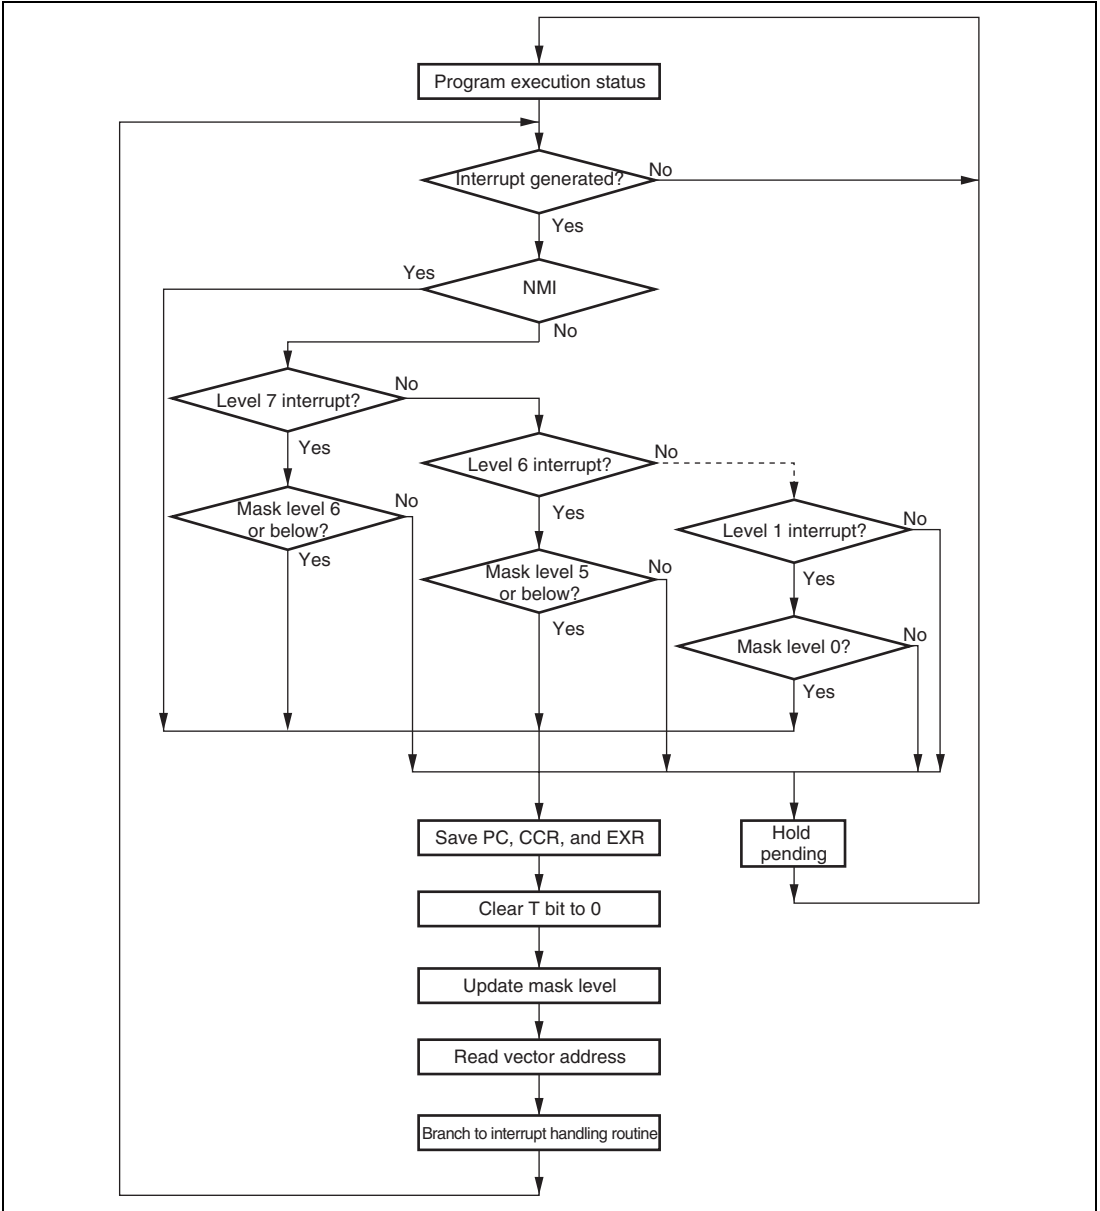 Program execution status
Interrupt generated?
No
Yes
Yes
NMI
No
Level 7 interrupt?
No
Yes
Level 6 interrupt?
No
Mask level 6
or below?
No
Yes
Yes
Level 1 interrupt?
No
Mask level 5
or below?
No
Yes
Yes
Mask level 0?
No
Yes
Save PC, CCR, and EXR
Hold
pending
Clear T bit to 0
Update mask level
Read vector address
Branch to interrupt handling routine